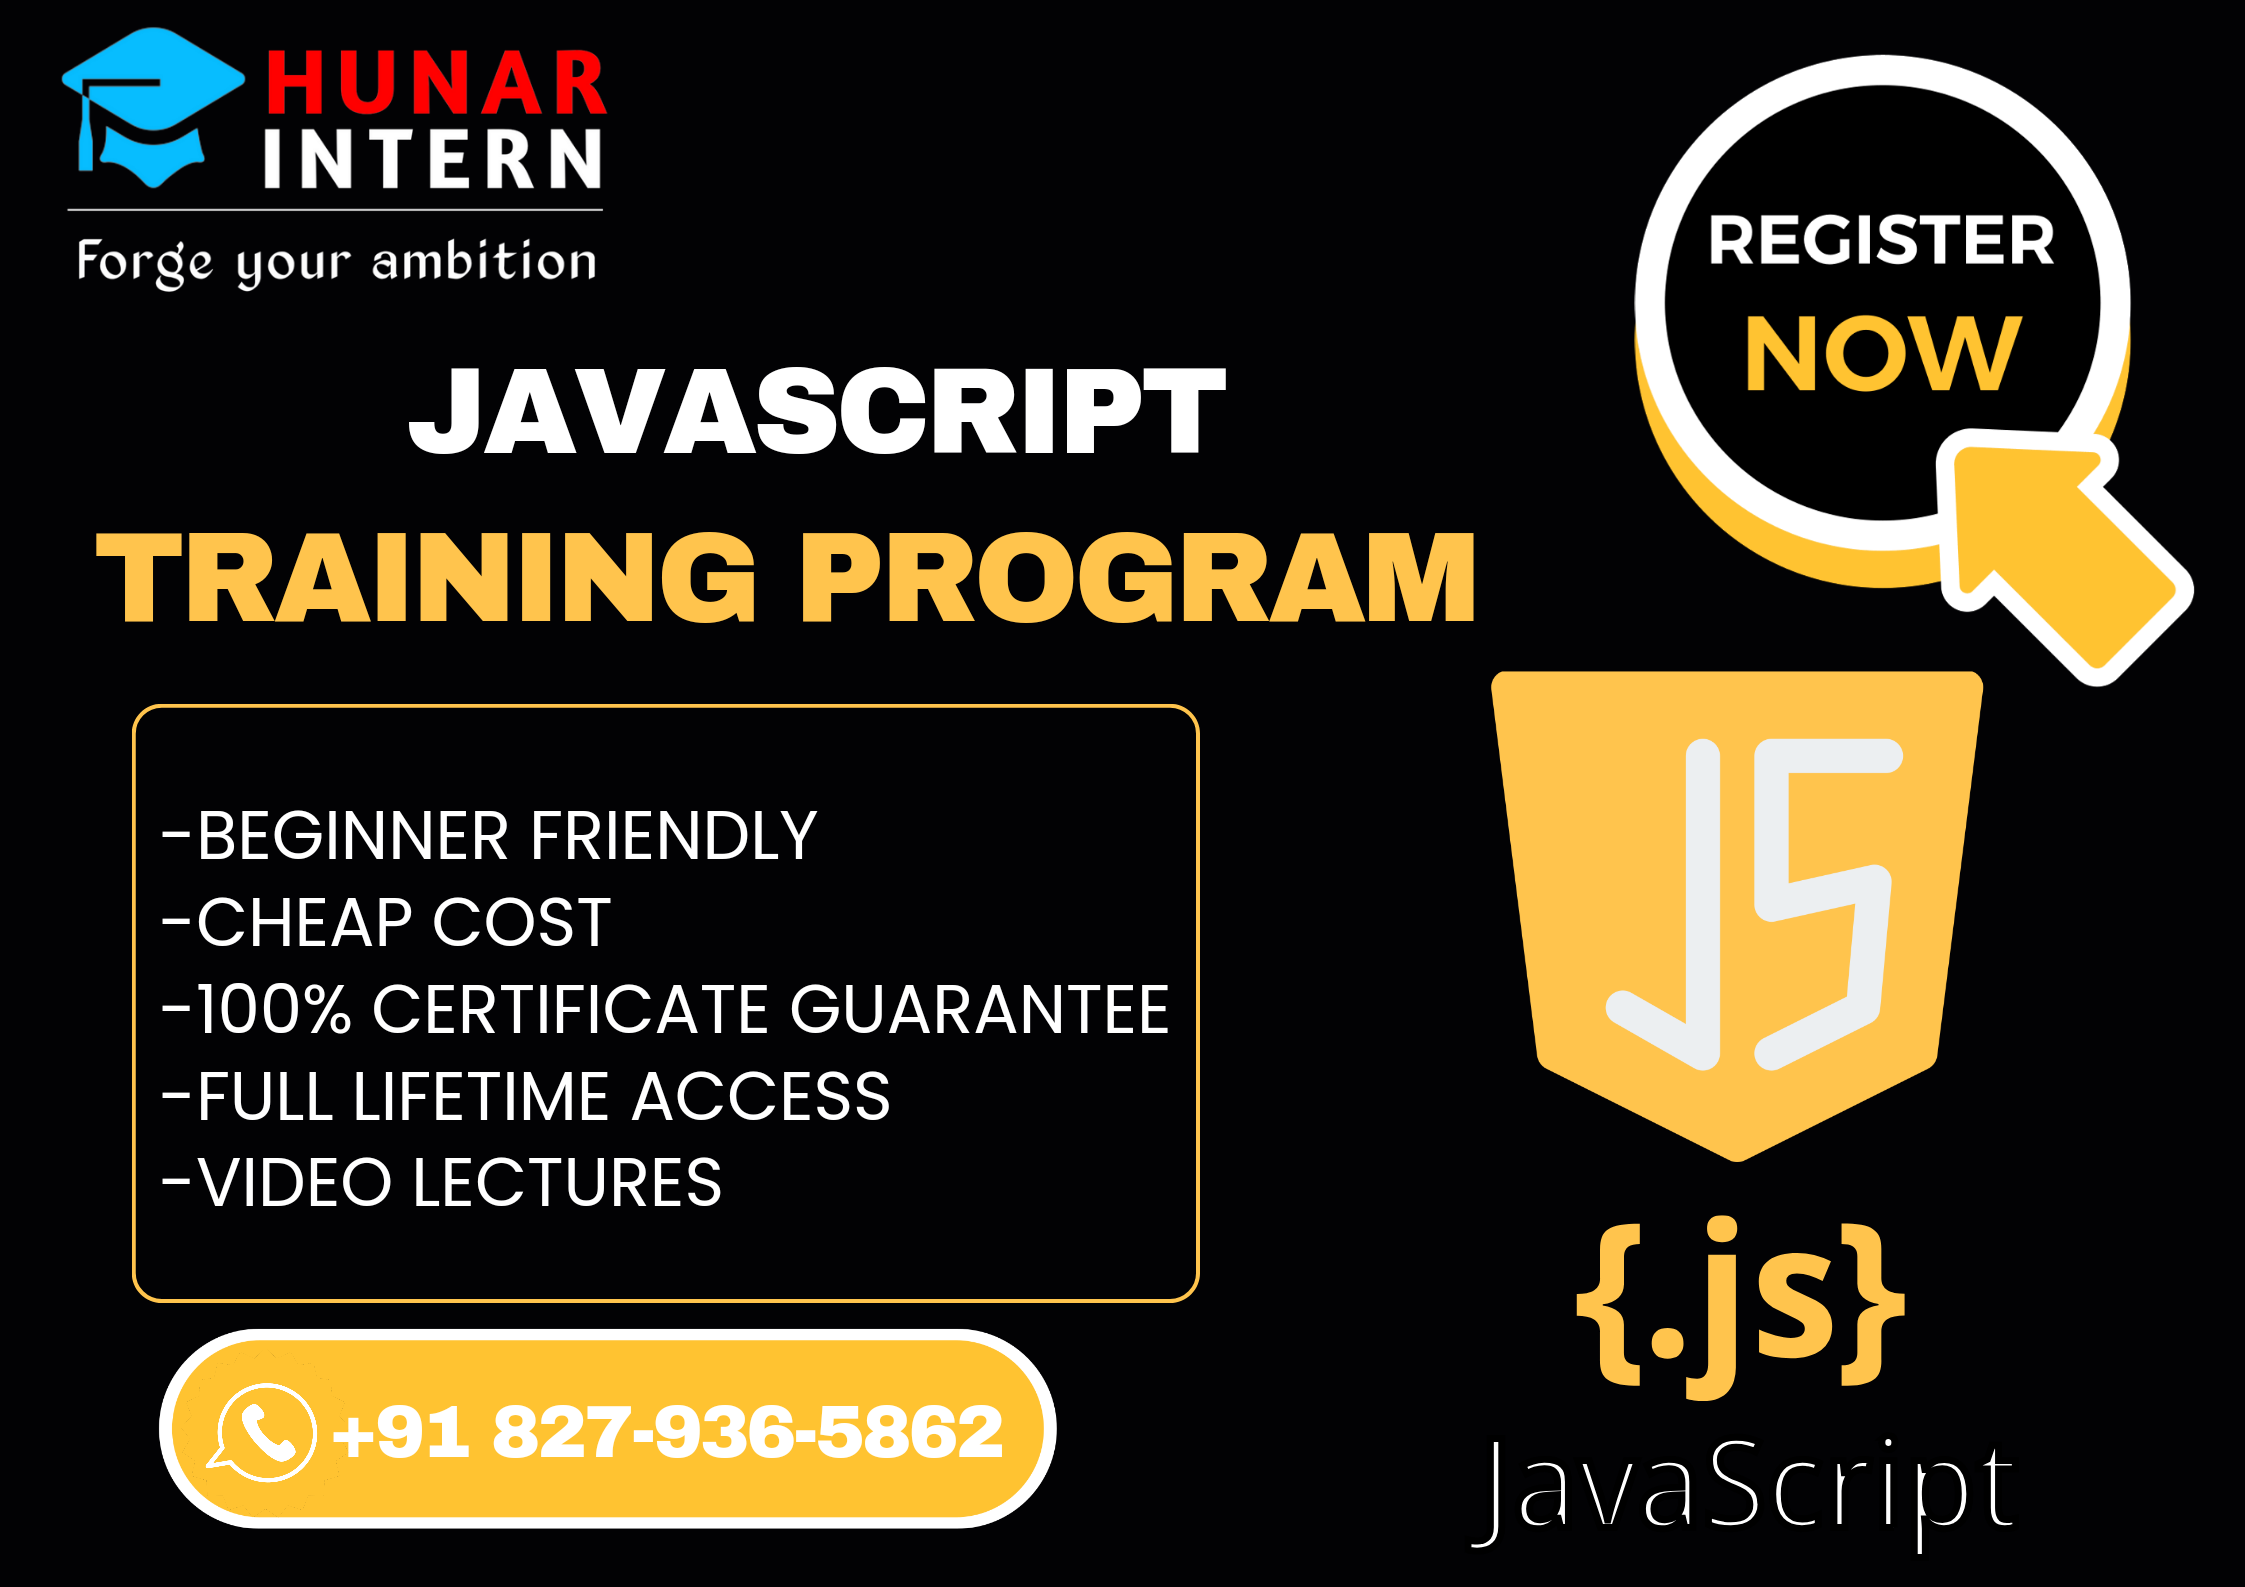 HUNAR
INTERN
Forge your ambition
REGISTER
NOW
JAVASCRIPT
TRAINING PROGRAM
-BEGINNER FRIENDLY
-CHEAP COST
-100% CERTIFICATE GUARANTEE
-FULL LIFETIME ACCESS
-VIDEO LECTURES
+91 827-936-5862
JS
{.js}
JavaScript